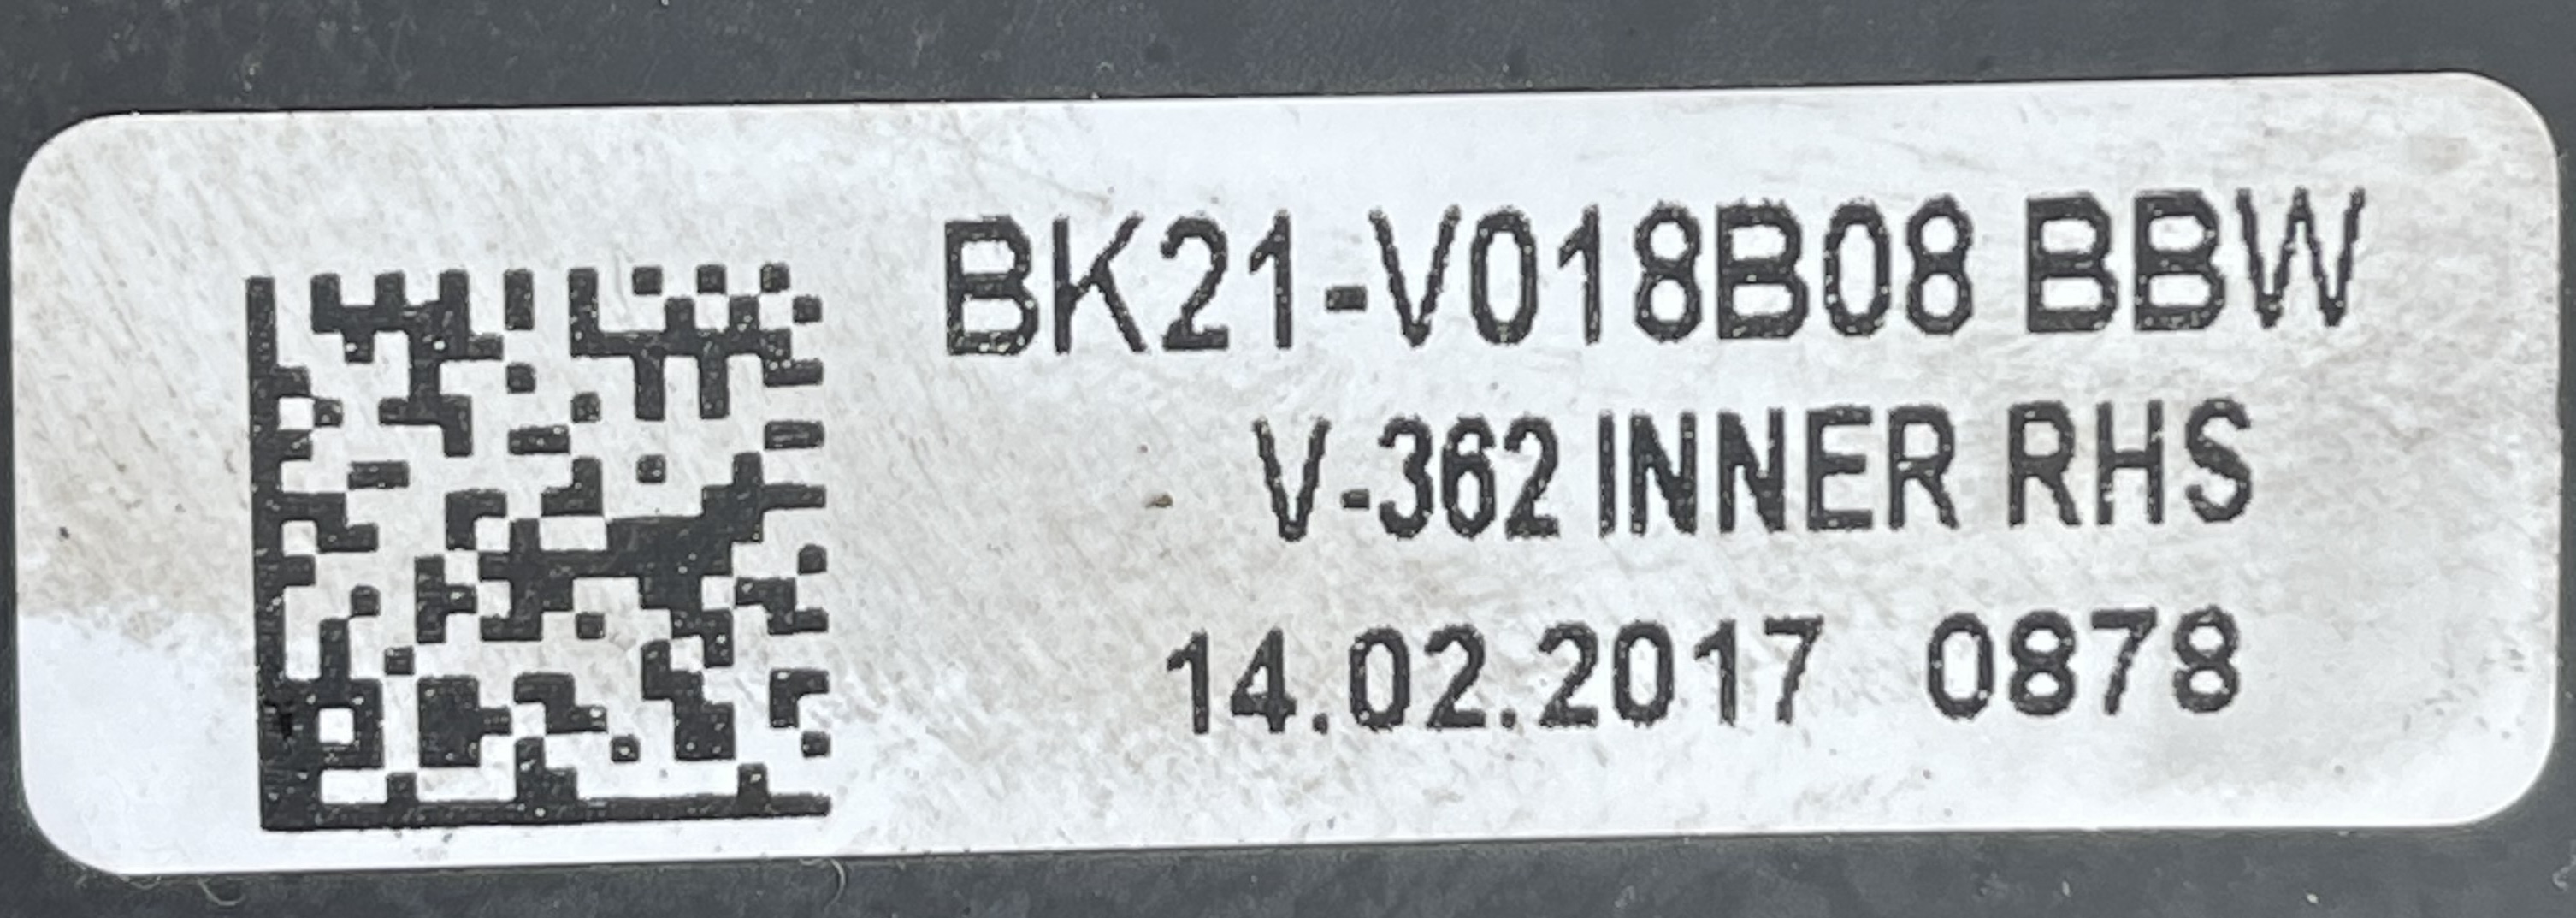 BK21-V018B08 BBW
V-362 INNER RHS
14.02.2017 0878